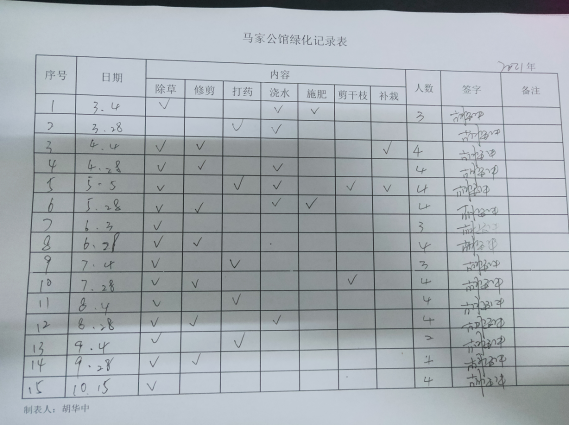 马家公馆绿化记录表
2021年
序号 日期 内容 人数 签字 备注
除草 修剪 打药 浇水 施肥 剪干枝 补栽
1 3.4 ✓ ✓ ✓ 3
2 3.28 ✓ ✓
3 4.4 ✓ ✓ ✓ 4
4 4.28 ✓ ✓ ✓ 4
5 5.5 ✓ ✓ ✓ ✓ ✓ 4
6 5.28 ✓ ✓ ✓ ✓ 4
7 6.3 ✓ 3
8 6.28 ✓ ✓ 4
9 7.4 ✓ ✓ 3
10 7.28 ✓ ✓ ✓ 4
11 8.4 ✓ ✓ 4
12 8.28 ✓ ✓ ✓ 4
13 9.4 ✓ ✓ 2
14 9.28 ✓ ✓
15 10.15 ✓ 4
制表人：胡华中